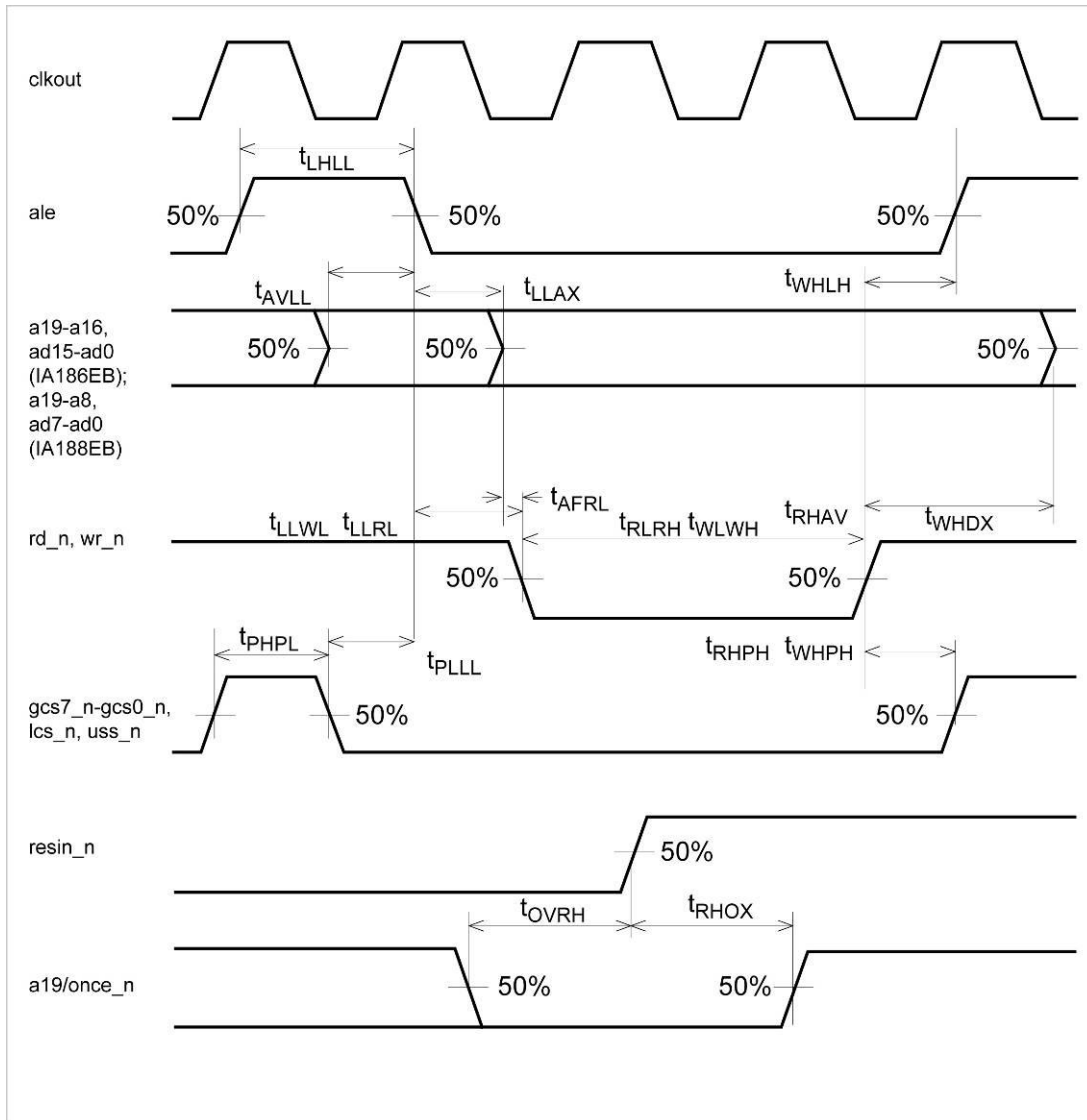 clkout
tLHLL
ale
50%
50%
50%
tAVLL
tLLAX
tWHLH
a19-a16,
ad15-ad0
(IA186EB);
a19-a8,
ad7-ad0
(IA188EB)
50%
50%
50%
tAFRL
tLLWL tLLRL
tRLRH tWLWH
tRHAV
tWHDX
rd_n, wr_n
50%
50%
tPHPL
tPLLL
tRHPH tWHPH
gcs7_n-gcs0_n,
lcs_n, uss_n
50%
50%
resin_n
50%
tOVRH
tRHOX
a19/once_n
50%
50%